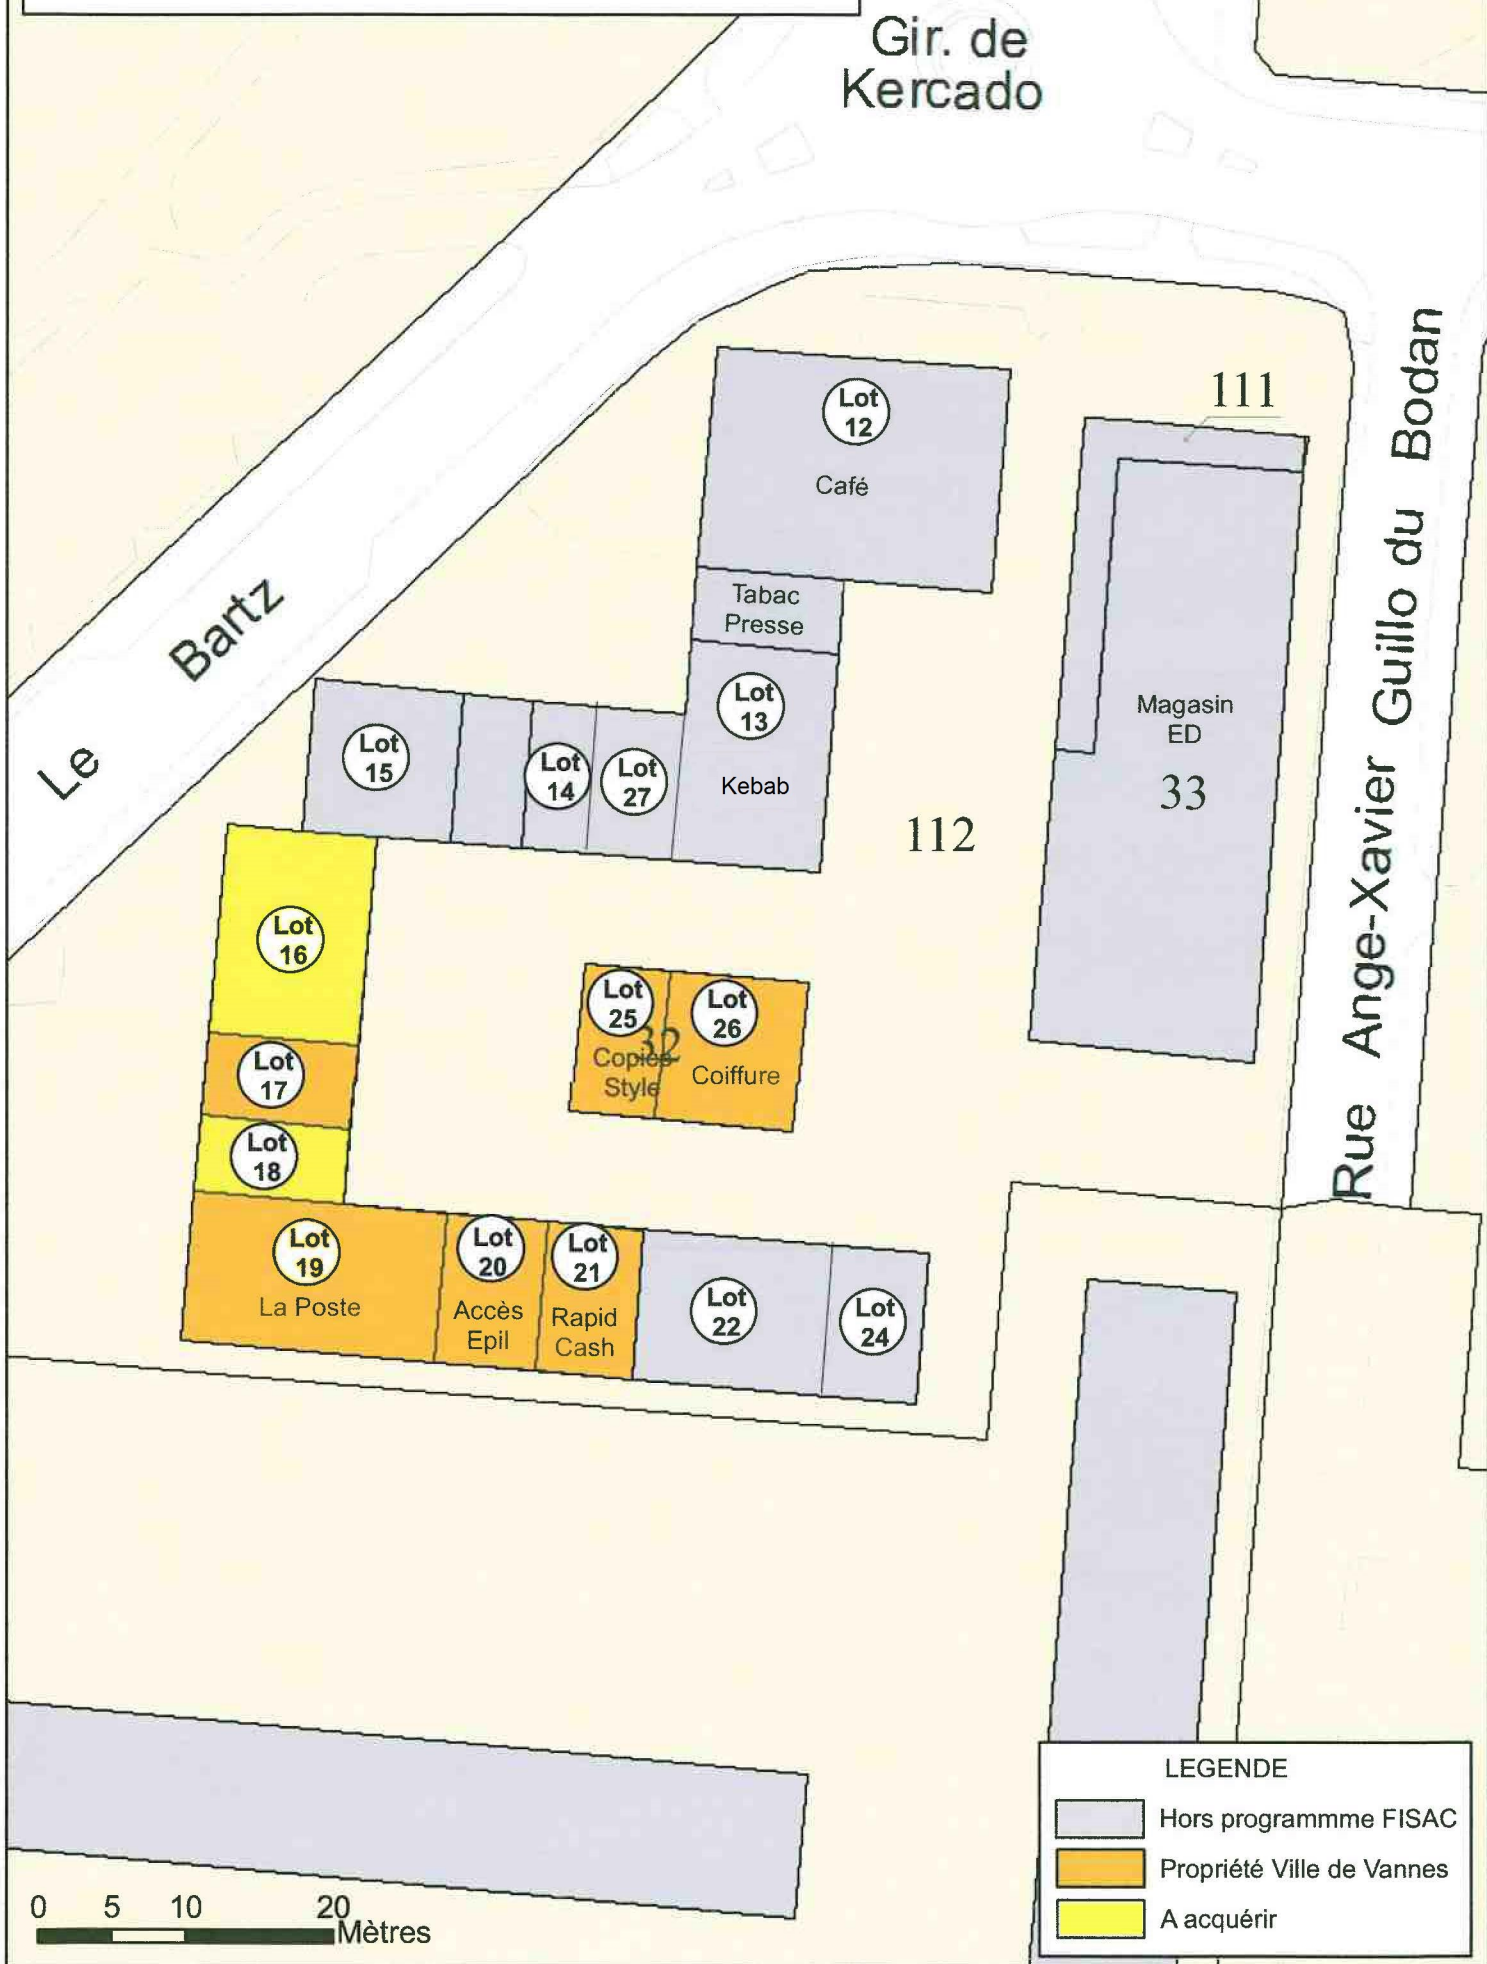 Gir. de
Kercado
Rue Ange-Xavier Guillo du Bodan
Le Bartz
111
Lot
12
Café
Tabac
Presse
Lot
13
Kebab
Lot
15
Lot
14
Lot
27
Magasin
ED
33
112
Lot
16
Lot
17
Lot
18
Lot
25
Copies
Style
32
Lot
26
Coiffure
Lot
19
La Poste
Lot
20
Accès
Epil
Lot
21
Rapid
Cash
Lot
22
Lot
24
LEGENDE
Hors programmme FISAC
Propriété Ville de Vannes
A acquérir
0 5 10 20
Mètres